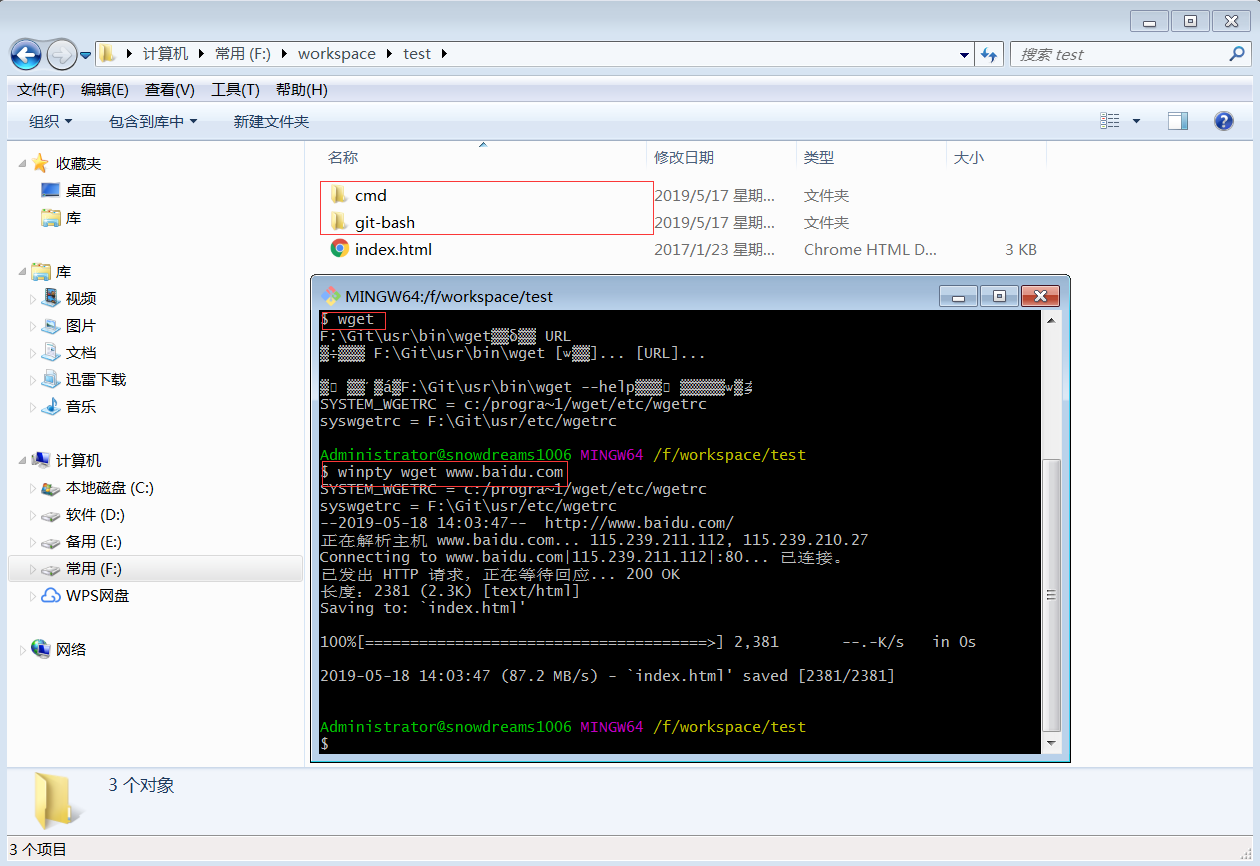 计算机 常用 (F:) workspace test
搜索 test
文件(F) 编辑(E) 查看(V) 工具(T) 帮助(H)
组织 包含到库中 新建文件夹
名称 修改日期 类型 大小
收藏夹
桌面
库
库
视频
图片
文档
迅雷下载
音乐
计算机
本地磁盘 (C:)
软件 (D:)
备用 (E:)
常用 (F:)
WPS网盘
网络
cmd 2019/5/17 星期... 文件夹
git-bash 2019/5/17 星期... 文件夹
index.html 2017/1/23 星期... Chrome HTML D... 3 KB
MINGW64:/f/workspace/test
$ wget
F:\Git\usr\bin\wget URL
F:\Git\usr\bin\wget [ ]... [URL]...
F:\Git\usr\bin\wget --help
SYSTEM_WGETRC = c:/progra~1/wget/etc/wgetrc
syswgetrc = F:\Git\usr/etc/wgetrc
Administrator@snowdreams1006 MINGW64 /f/workspace/test
$ winpty wget www.baidu.com
SYSTEM_WGETRC = c:/progra~1/wget/etc/wgetrc
syswgetrc = F:\Git\usr/etc/wgetrc
--2019-05-18 14:03:47-- http://www.baidu.com/
正在解析主机 www.baidu.com... 115.239.211.112, 115.239.210.27
Connecting to www.baidu.com|115.239.211.112|:80... 已连接。
已发出 HTTP 请求，正在等待回应... 200 OK
长度：2381 (2.3K) [text/html]
Saving to: `index.html'
100%[======================================>] 2,381 --.-K/s in 0s
2019-05-18 14:03:47 (87.2 MB/s) - `index.html' saved [2381/2381]
Administrator@snowdreams1006 MINGW64 /f/workspace/test
$
3 个对象
3 个项目